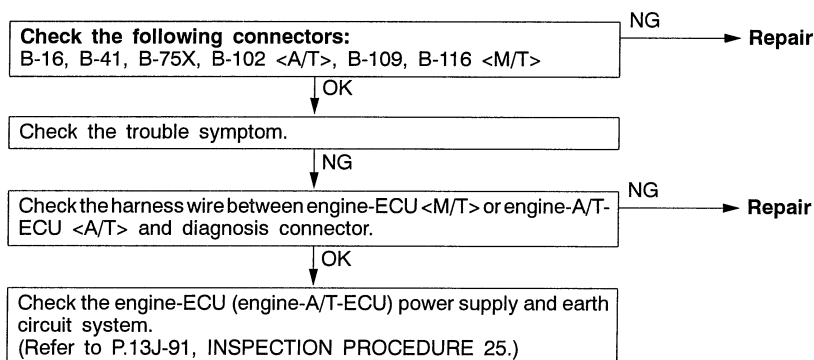 Check the following connectors:
B-16, B-41, B-75X, B-102 <A/T>, B-109, B-116 <M/T>
NG
Repair
OK
Check the trouble symptom.
NG
Check the harness wire between engine-ECU <M/T> or engine-A/T-
ECU <A/T> and diagnosis connector.
NG
Repair
OK
Check the engine-ECU (engine-A/T-ECU) power supply and earth
circuit system.
(Refer to P.13J-91, INSPECTION PROCEDURE 25.)